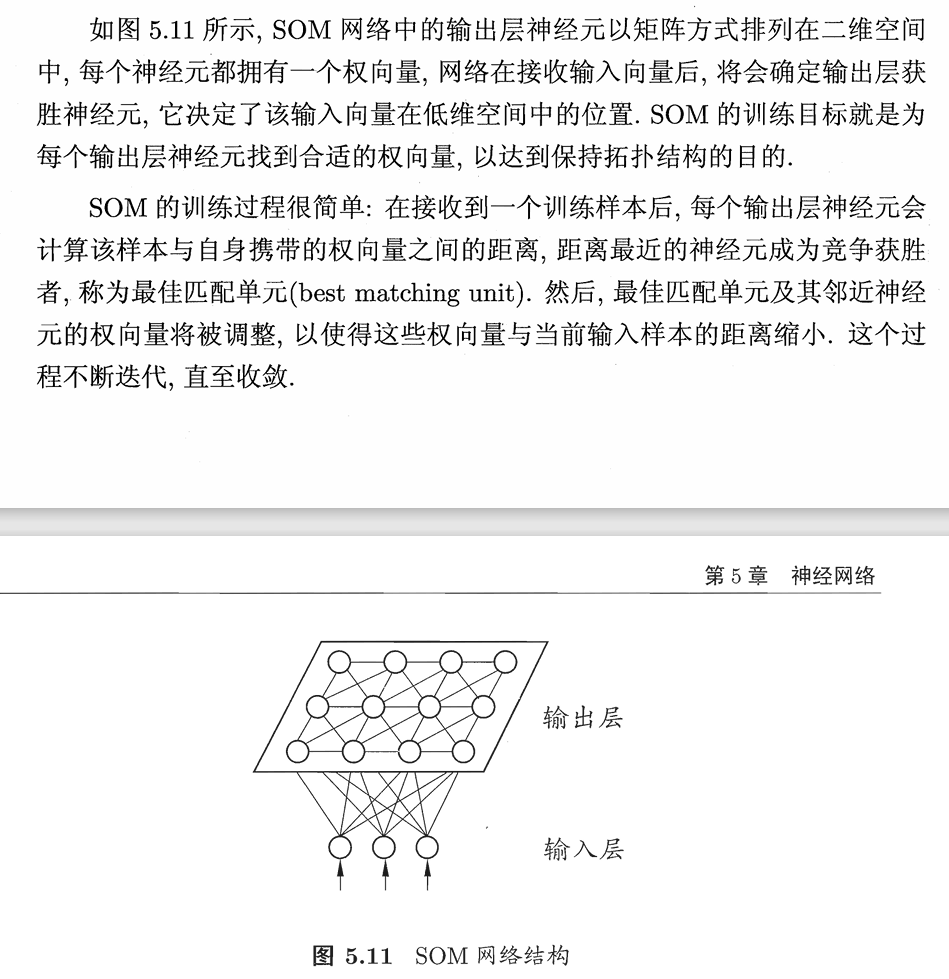 如图 5.11 所示, SOM 网络中的输出层神经元以矩阵方式排列在二维空间
中, 每个神经元都拥有一个权向量, 网络在接收输入向量后, 将会确定输出层获
胜神经元, 它决定了该输入向量在低维空间中的位置. SOM 的训练目标就是为
每个输出层神经元找到合适的权向量, 以达到保持拓扑结构的目的.
SOM 的训练过程很简单: 在接收到一个训练样本后, 每个输出层神经元会
计算该样本与自身携带的权向量之间的距离, 距离最近的神经元成为竞争获胜
者, 称为最佳匹配单元(best matching unit). 然后, 最佳匹配单元及其邻近神经
元的权向量将被调整, 以使得这些权向量与当前输入样本的距离缩小. 这个过
程不断迭代, 直至收敛.
第 5 章 神经网络
输出层
输入层
图 5.11 SOM 网络结构